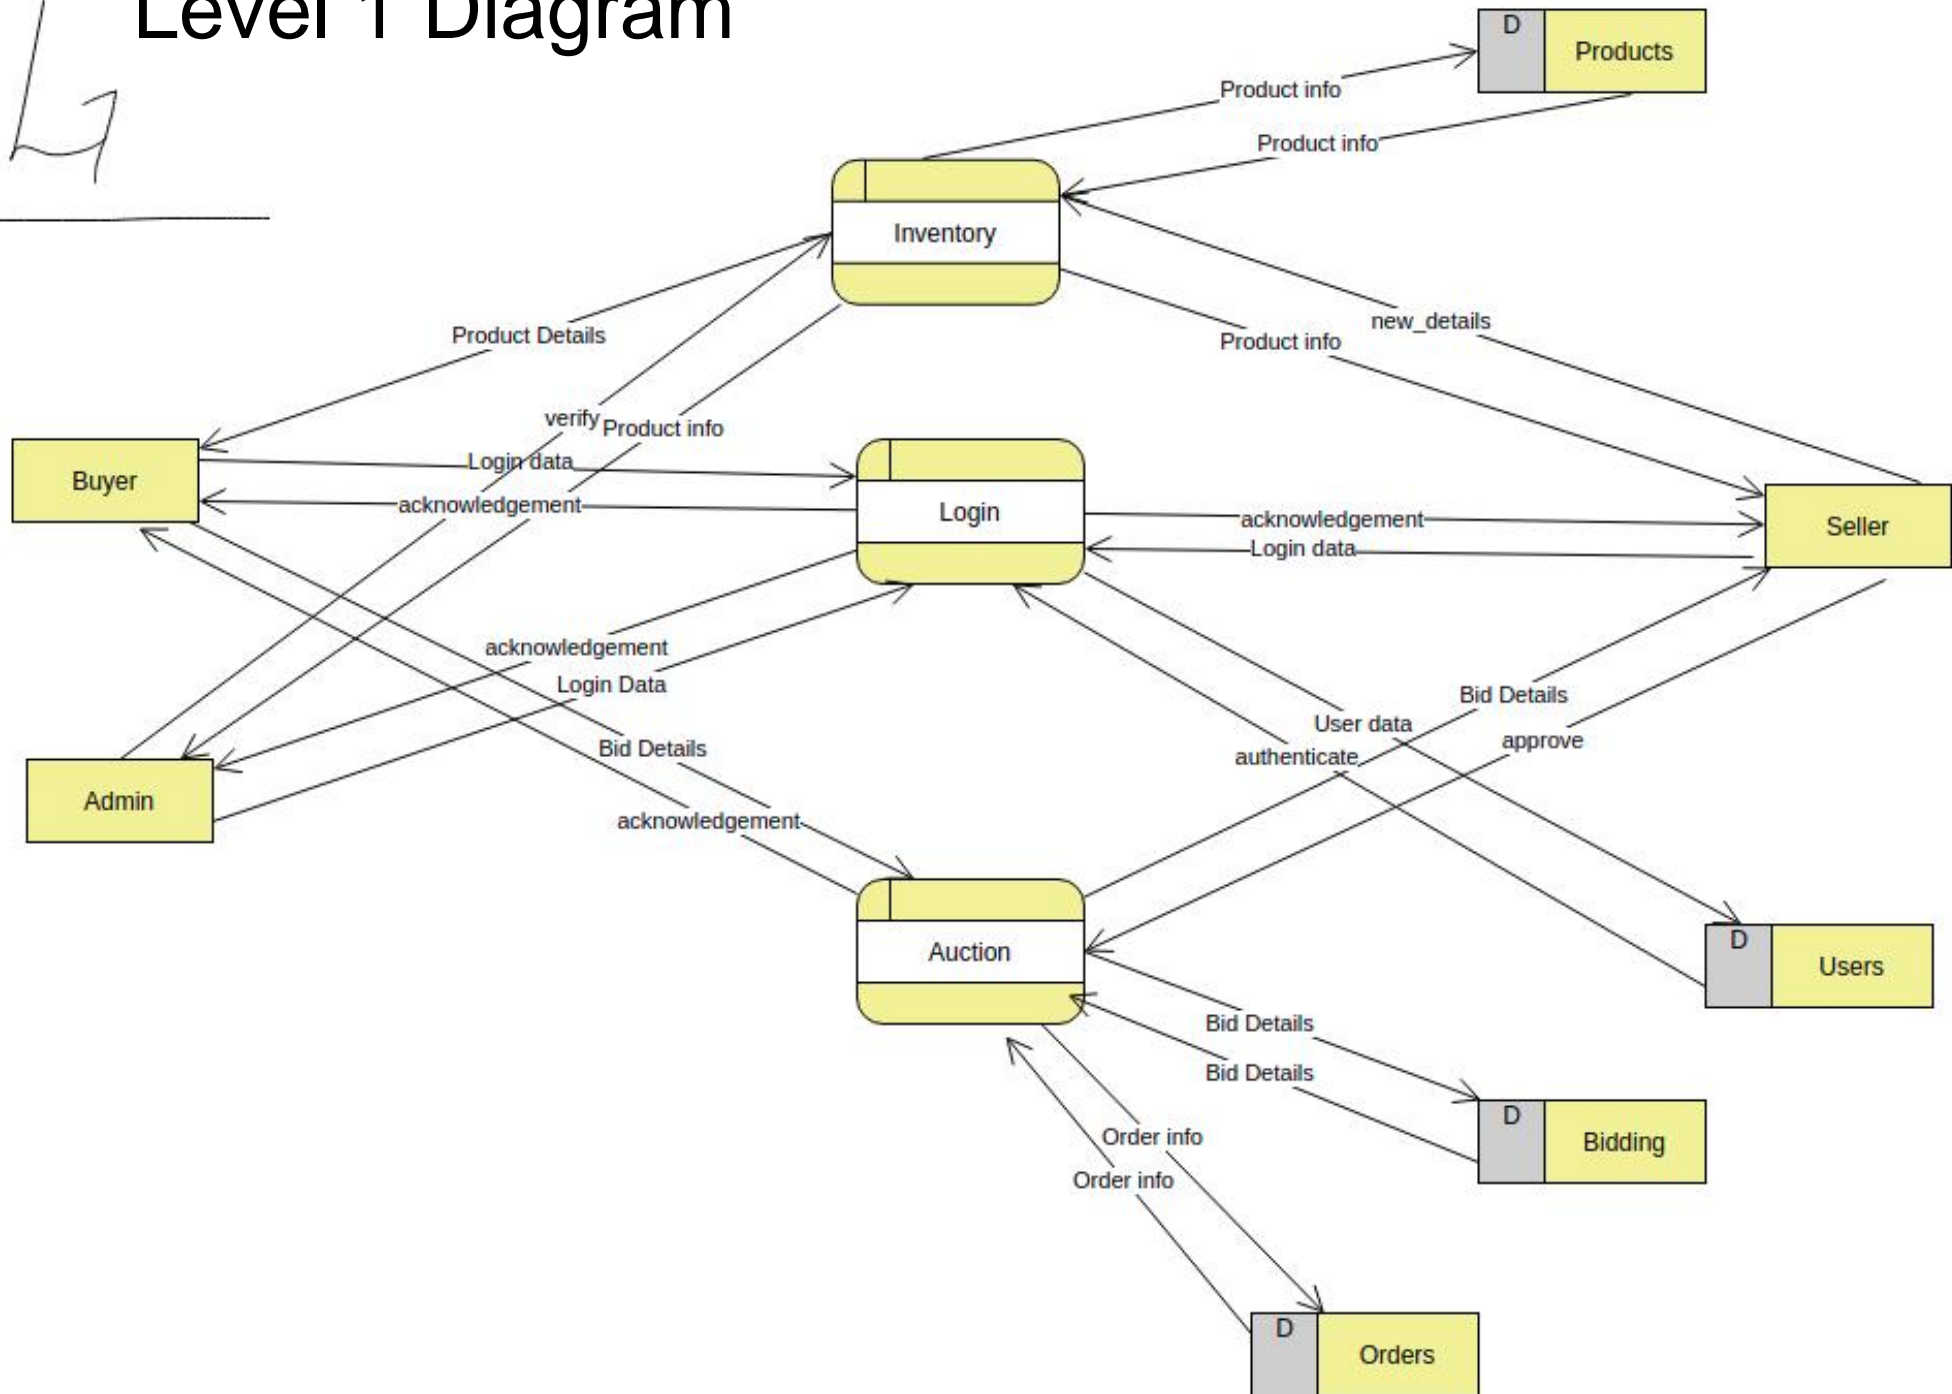 Level 1 Diagram
D
Products
Product info
Product info
Inventory
new_details
Product Details
Product info
verify
Product info
Login data
Buyer
acknowledgement
Login
acknowledgement
Seller
Login data
acknowledgement
Login Data
Bid Details
User data
approve
Bid Details
authenticate
Admin
acknowledgement
D
Auction
Users
Bid Details
Bid Details
D
Bidding
Order info
Order info
D
Orders